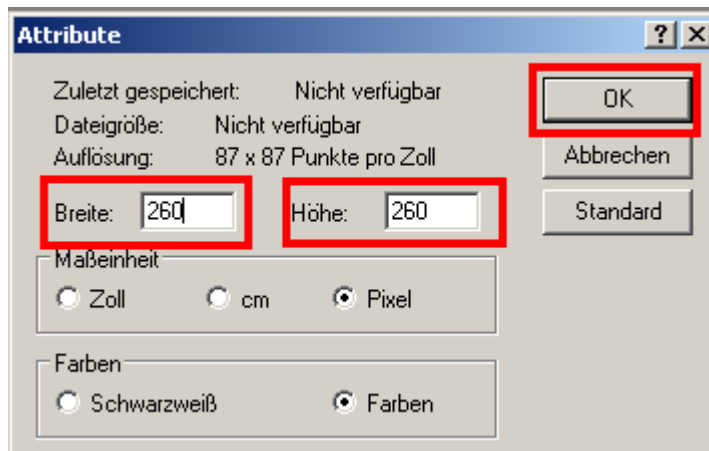 Attribute
? X
Zuletzt gespeichert: Nicht verfügbar
Dateigröße: Nicht verfügbar
Auflösung: 87 x 87 Punkte pro Zoll
Breite: 260 Höhe: 260
OK
Abbrechen
Standard
Maßeinheit
Zoll cm Pixel
Farben
Schwarzweiß Farben